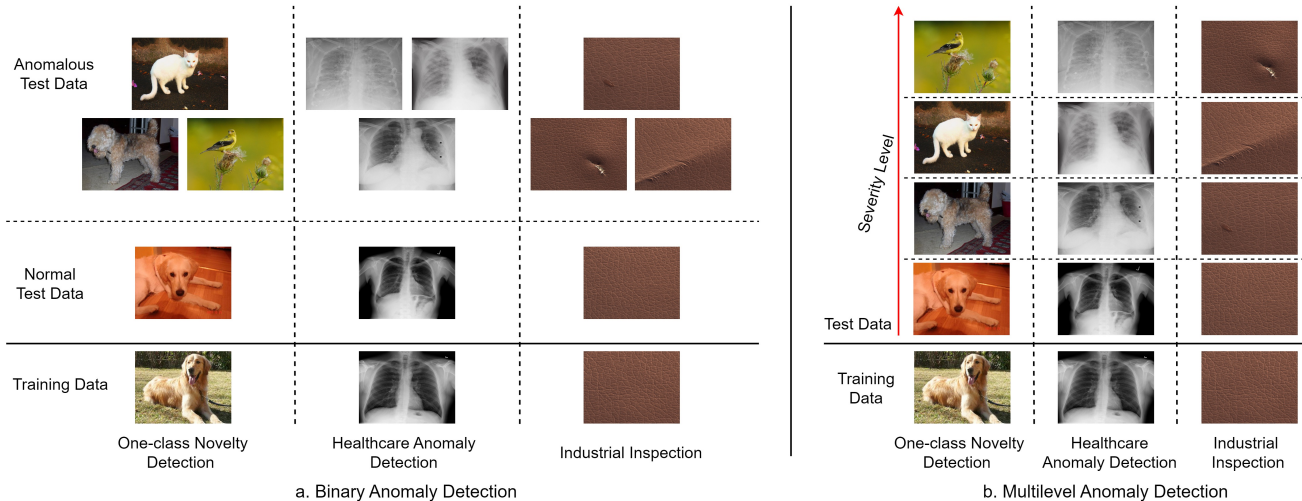 Anomalous
Test Data
Normal
Test Data
Training Data
One-class Novelty
Detection
Healthcare Anomaly
Detection
Industrial Inspection
a. Binary Anomaly Detection
Severity Level
Test Data
Training
Data
One-class Novelty
Detection
Healthcare
Anomaly Detection
Industrial
Inspection
b. Multilevel Anomaly Detection